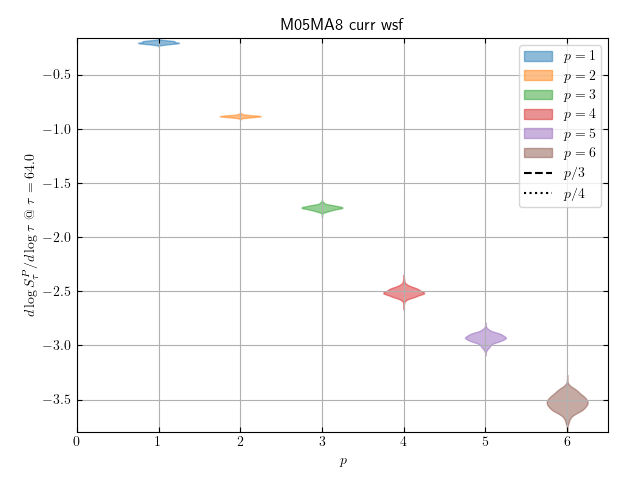 M05MA8 curr wsf
d log S_τ^P / d log τ @ τ = 64.0
−0.5
−1.0
−1.5
−2.0
−2.5
−3.0
−3.5
0
1
2
3
4
5
6
p
p = 1
p = 2
p = 3
p = 4
p = 5
p = 6
p/3
p/4